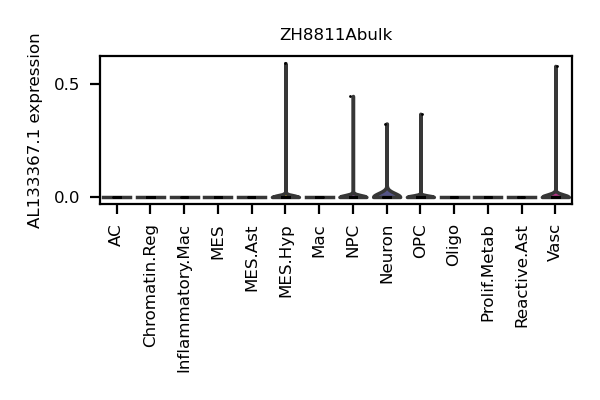 ZH8811Abulk
AL133367.1 expression
0.5
0.0
AC
Chromatin.Reg
Inflammatory.Mac
MES
MES.Ast
MES.Hyp
Mac
NPC
Neuron
OPC
Oligo
Prolif.Metab
Reactive.Ast
Vasc